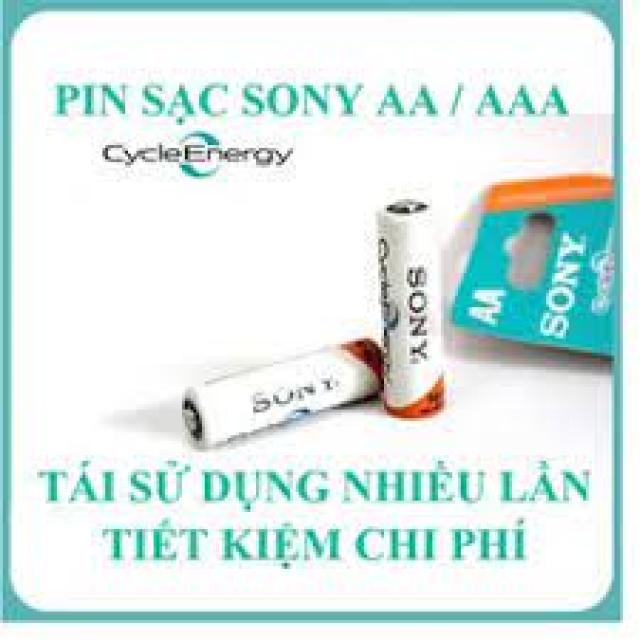 PIN SẠC SONY AA / AAA
CycleEnergy
SONY
AA
SONY
SONY
TÁI SỬ DỤNG NHIỀU LẦN
TIẾT KIỆM CHI PHÍ